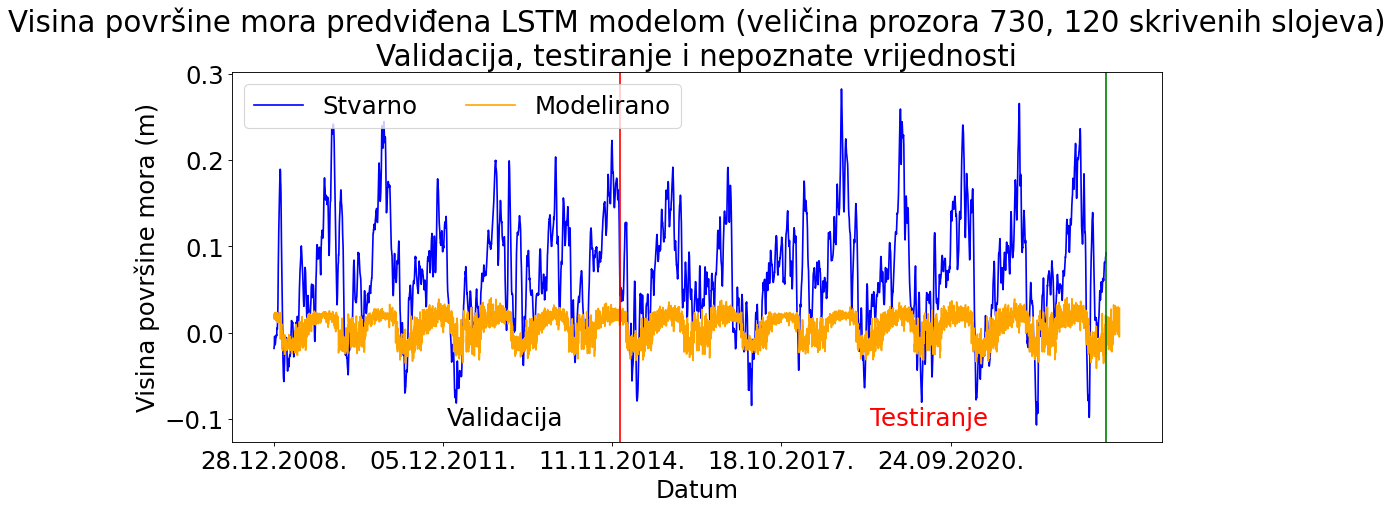 Visina površine mora predviđena LSTM modelom (veličina prozora 730, 120 skrivenih slojeva)
Validacija, testiranje i nepoznate vrijednosti
Stvarno Modelirano
Visina površine mora (m)
0.3
0.2
0.1
0.0
−0.1
Validacija
Testiranje
28.12.2008. 05.12.2011. 11.11.2014. 18.10.2017. 24.09.2020.
Datum